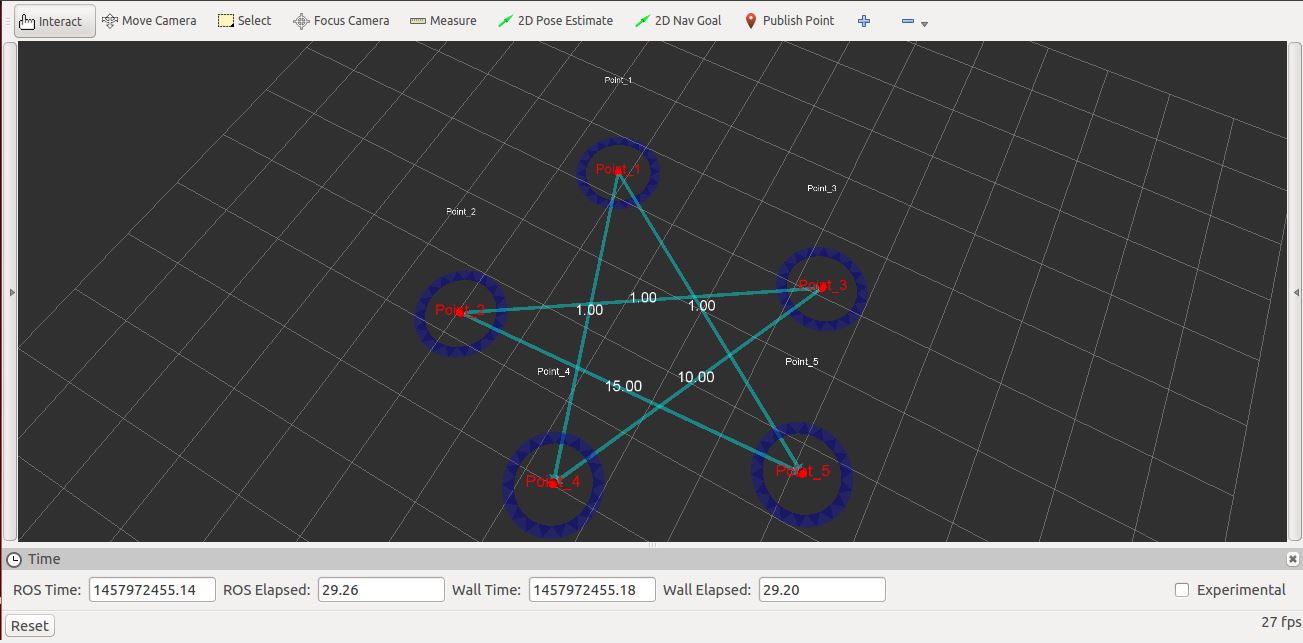 Interact Move Camera Select Focus Camera Measure 2D Pose Estimate 2D Nav Goal Publish Point
Point_1
Point_1
Point_3
Point_2
Point_3
1.00
1.00
1.00
Point_2
Point_5
Point_4
10.00
15.00
Point_5
Point_4
Time
ROS Time: 1457972455.14 ROS Elapsed: 29.26 Wall Time: 1457972455.18 Wall Elapsed: 29.20 Experimental
Reset 27 fps